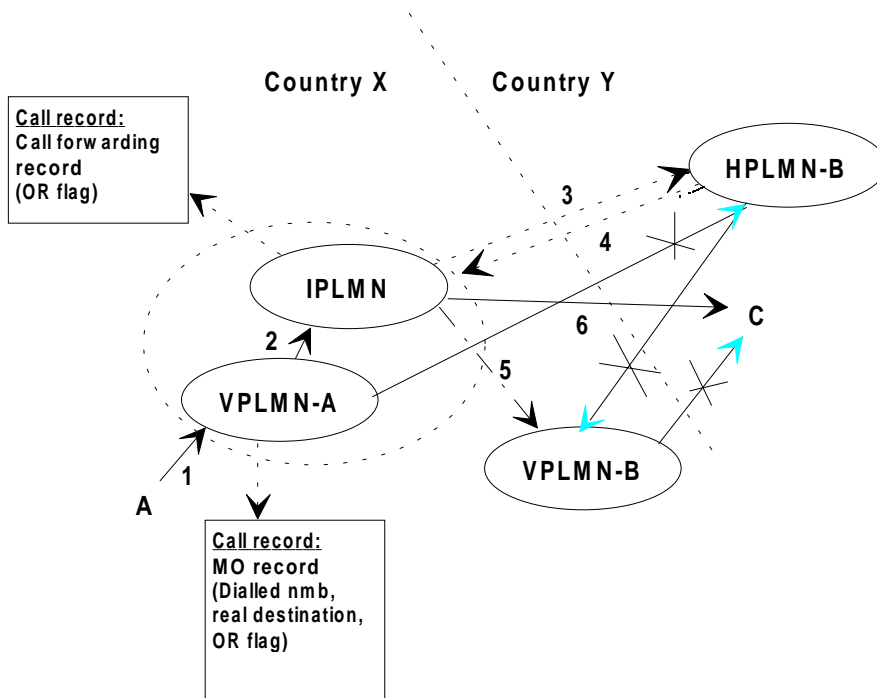 Country X
Country Y
Call record:
Call forwarding
record
(OR flag)
HPLMN-B
3
4
IPLMN
C
6
2
5
VPLMN-A
VPLMN-B
1
A
Call record:
MO record
(Dialled nmb,
real destination,
OR flag)